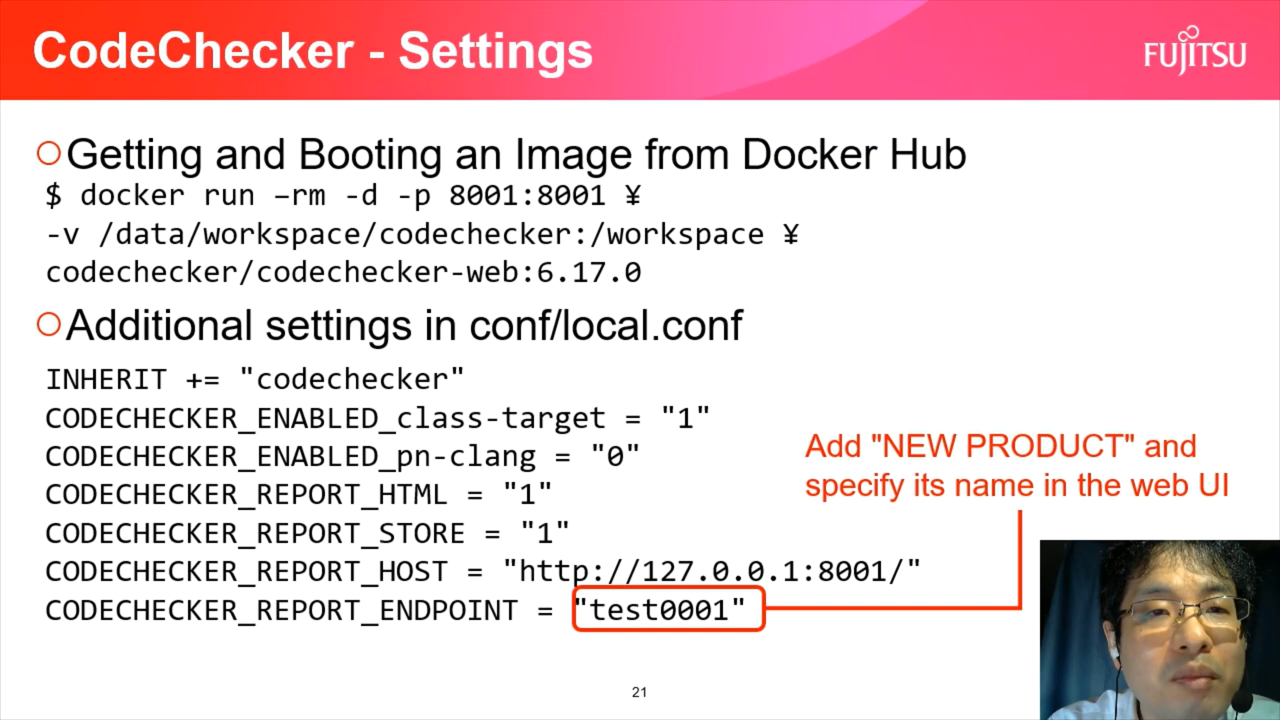 CodeChecker - Settings
FUJITSU
Getting and Booting an Image from Docker Hub
$ docker run –rm -d -p 8001:8001 ¥
-v /data/workspace/codechecker:/workspace ¥
codechecker/codechecker-web:6.17.0
Additional settings in conf/local.conf
INHERIT += "codechecker"
CODECHECKER_ENABLED_class-target = "1"
CODECHECKER_ENABLED_pn-clang = "0"
CODECHECKER_REPORT_HTML = "1"
CODECHECKER_REPORT_STORE = "1"
CODECHECKER_REPORT_HOST = "http://127.0.0.1:8001/"
CODECHECKER_REPORT_ENDPOINT = "test0001"
Add "NEW PRODUCT" and
specify its name in the web UI
21